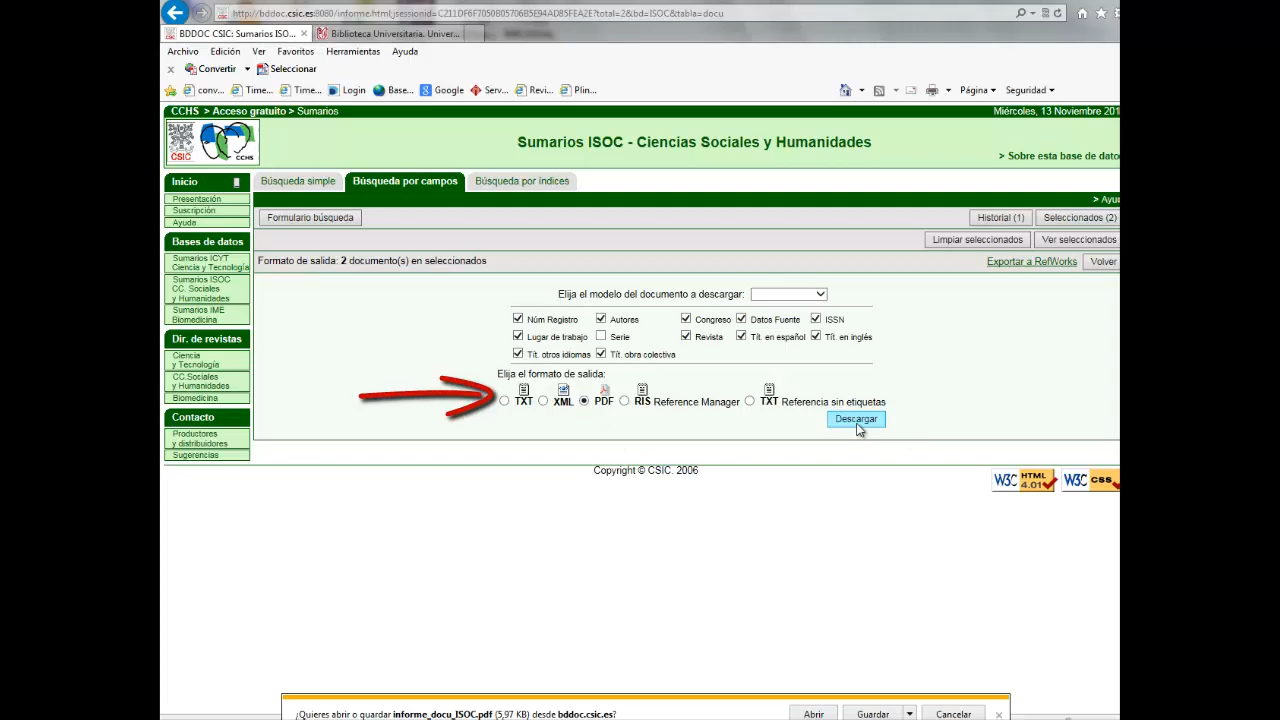 http://bddoc.csic.es:8080/informe.html;jsessionid=C211DF6F7050805706B5E94AD85FEA2E?total=2&bd=ISOC&tabla=docu
BDDOC CSIC: Sumarios ISO...
Biblioteca Universitaria. Univer...
Archivo Edición Ver Favoritos Herramientas Ayuda
x Convertir Seleccionar
conv... Time... Time... Login Base... Google Serv... Revi... Plin...
Página Seguridad
CCHS > Acceso gratuito > Sumarios
Miércoles, 13 Noviembre 201
CSIC
CCHS
Sumarios ISOC - Ciencias Sociales y Humanidades
> Sobre esta base de dato
Inicio
Presentación
Suscripción
Ayuda
Bases de datos
Sumarios ICYT
Ciencia y Tecnología
Sumarios ISOC
CC. Sociales
y Humanidades
Sumarios IME
Biomedicina
Dir. de revistas
Ciencia
y Tecnología
CC.Sociales
y Humanidades
Biomedicina
Contacto
Productores
y distribuidores
Sugerencias
Búsqueda simple Búsqueda por campos Búsqueda por índices
> Ayu
Formulario búsqueda
Historial (1) Seleccionados (2)
Limpiar seleccionados Ver seleccionados
Formato de salida: 2 documento(s) en seleccionados
Exportar a RefWorks Volver
Elija el modelo del documento a descargar:
Núm Registro Autores Congreso Datos Fuente ISSN
Lugar de trabajo Serie Revista Tít. en español Tít. en inglés
Tít. otros idiomas Tít. obra colectiva
Elija el formato de salida:
TXT XML PDF RIS Reference Manager TXT Referencia sin etiquetas
Descargar
Copyright © CSIC. 2006
W3C HTML 4.01 W3C css
¿Quieres abrir o guardar informe_docu_ISOC.pdf (5,97 KB) desde bddoc.csic.es?
Abrir Guardar Cancelar x